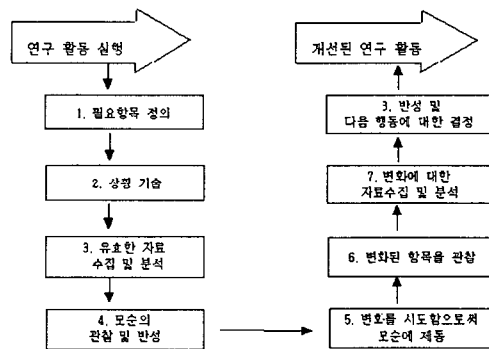 연구 활동 실행
1. 필요항목 정의
2. 상황 기술
3. 유효한 자료
수집 및 분석
4. 모순의
관찰 및 반성
5. 변화를 시도함으로써
모순에 제동
6. 변화된 항목을 관찰
7. 변화에 대한
자료수집 및 분석
3. 반성 및
다음 행동에 대한 결정
개선된 연구 활동